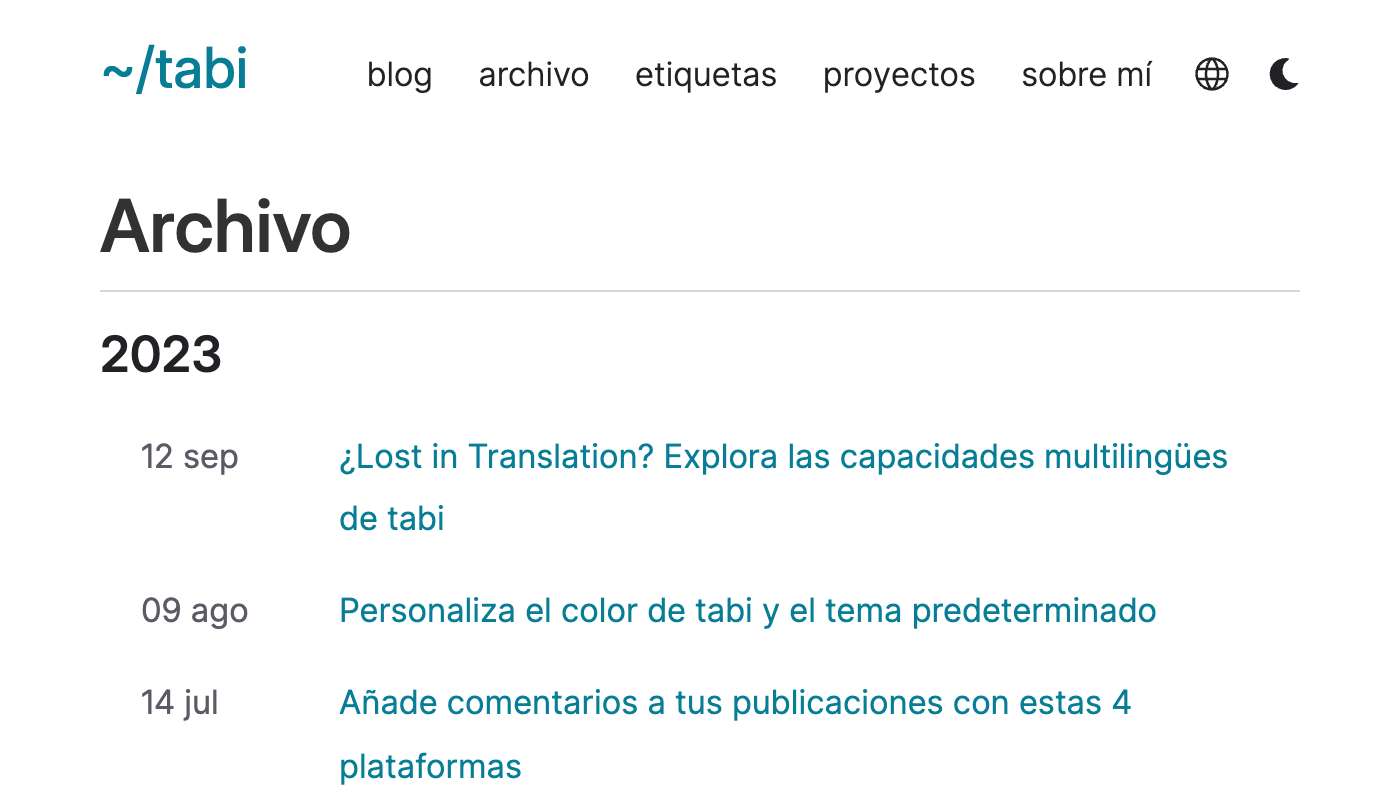 ~/tabi blog archivo etiquetas proyectos sobre mí
Archivo
2023
12 sep ¿Lost in Translation? Explora las capacidades multilingües
de tabi
09 ago Personaliza el color de tabi y el tema predeterminado
14 jul Añade comentarios a tus publicaciones con estas 4
plataformas